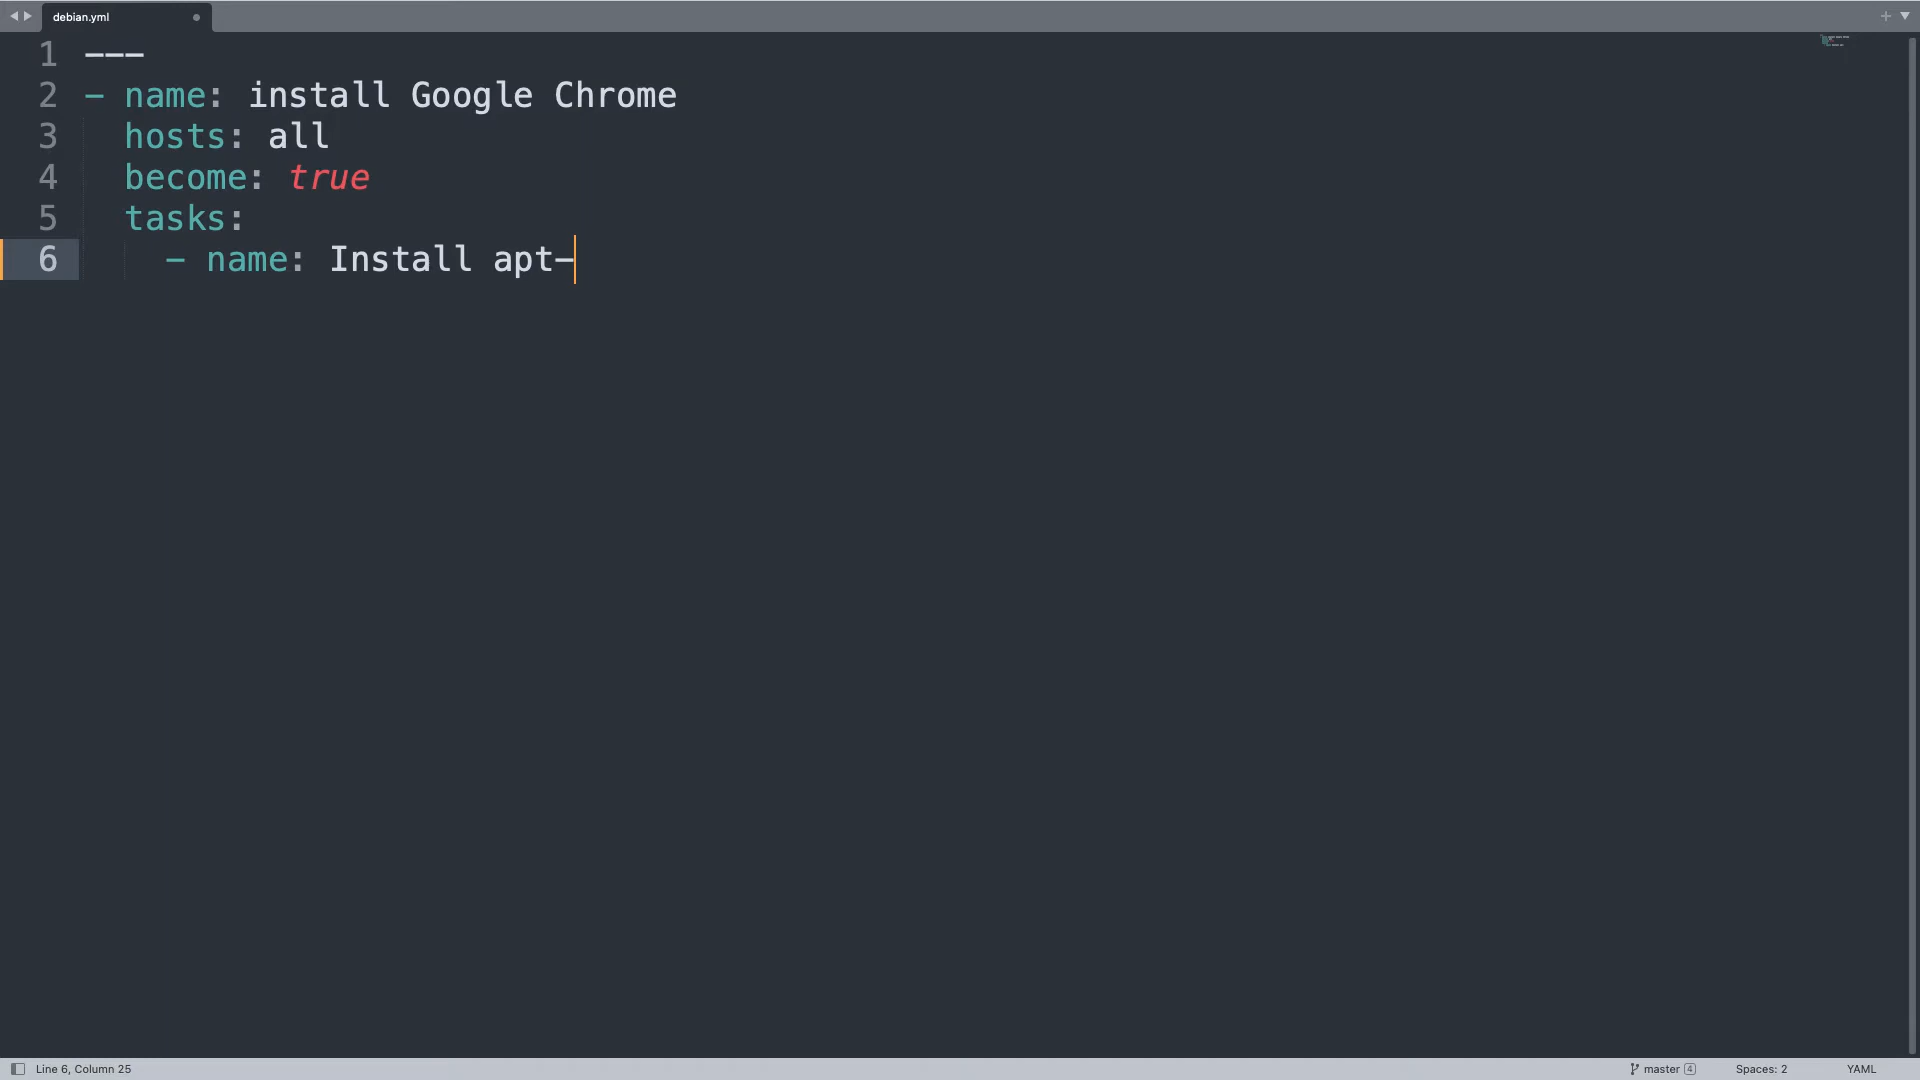 debian.yml
1 ---
2 - name: install Google Chrome
3   hosts: all
4   become: true
5   tasks:
6     - name: Install apt-
Line 6, Column 25 master 4 Spaces: 2 YAML